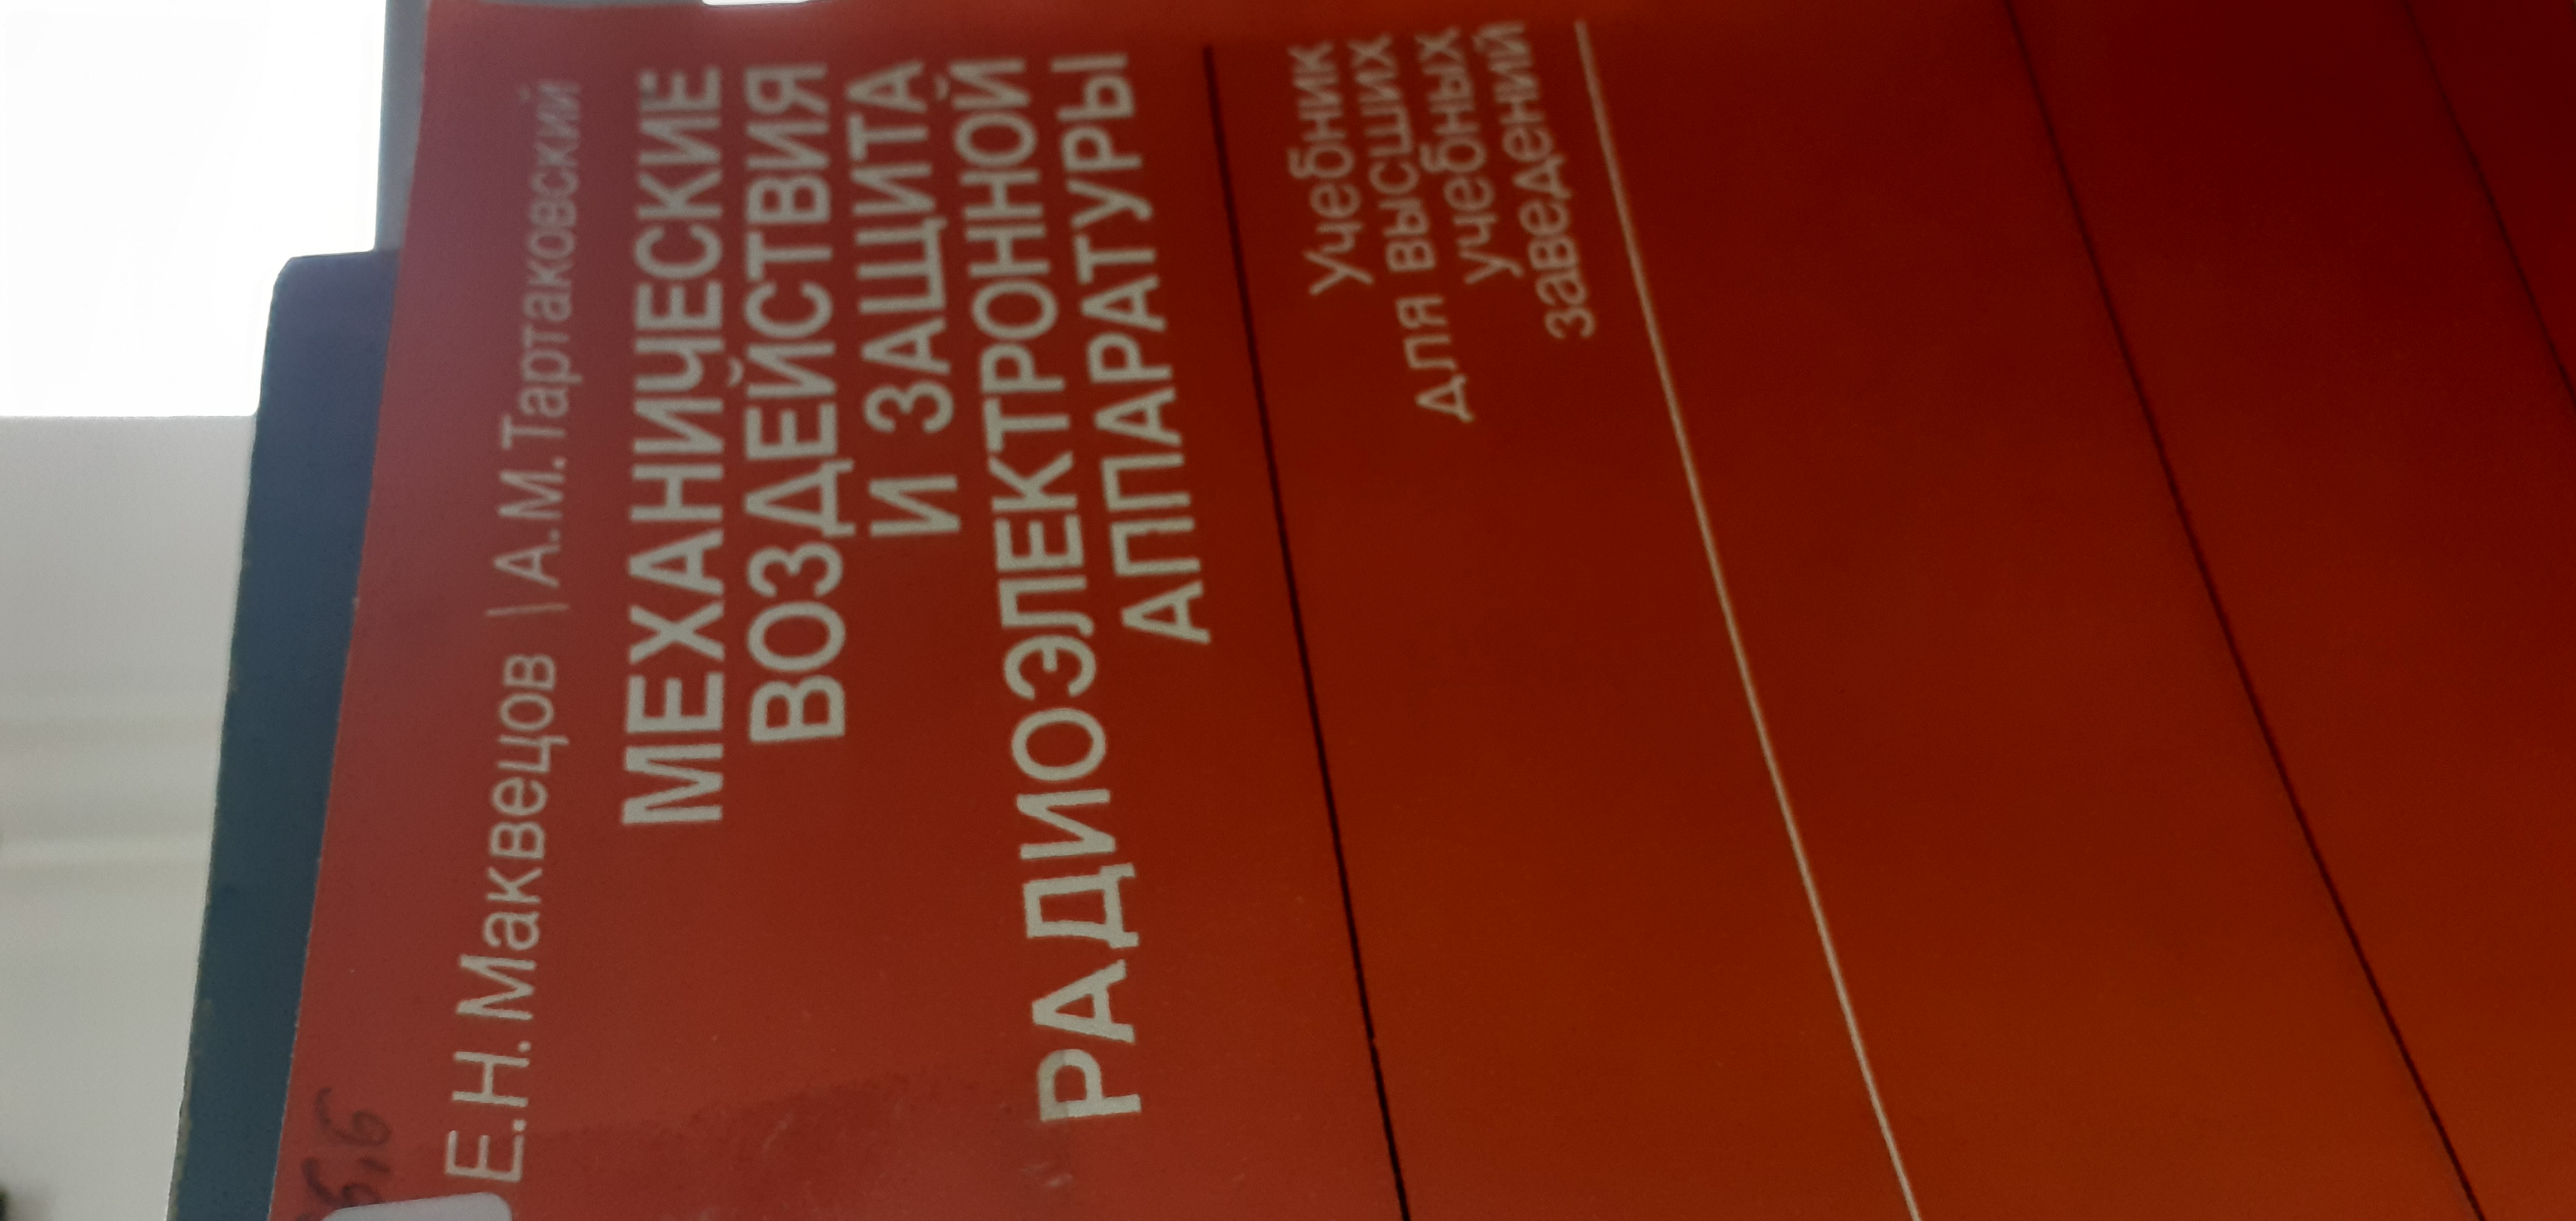 Е.Н.Маквецов | А.М.Тартаковский
МЕХАНИЧЕСКИЕ
ВОЗДЕЙСТВИЯ
И ЗАЩИТА
РАДИОЭЛЕКТРОННОЙ
АППАРАТУРЫ
Учебник
для высших
учебных
заведений